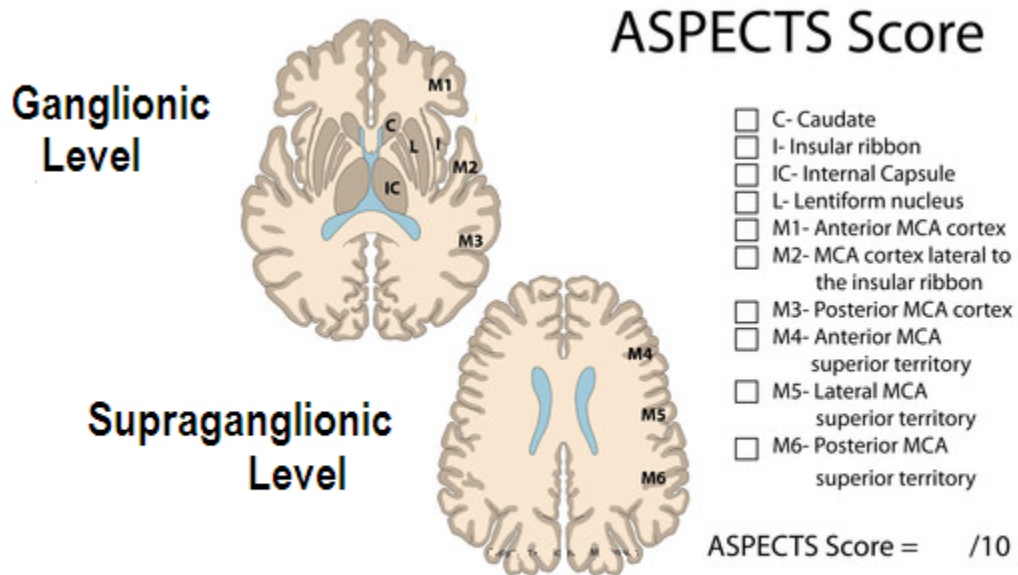 ASPECTS Score
Ganglionic
Level
M1
C
I
L
M2
IC
M3
C- Caudate
I- Insular ribbon
IC- Internal Capsule
L- Lentiform nucleus
M1- Anterior MCA cortex
M2- MCA cortex lateral to
the insular ribbon
M3- Posterior MCA cortex
M4- Anterior MCA
superior territory
M5- Lateral MCA
superior territory
M6- Posterior MCA
superior territory
Supraganglionic
Level
M4
M5
M6
ASPECTS Score = /10